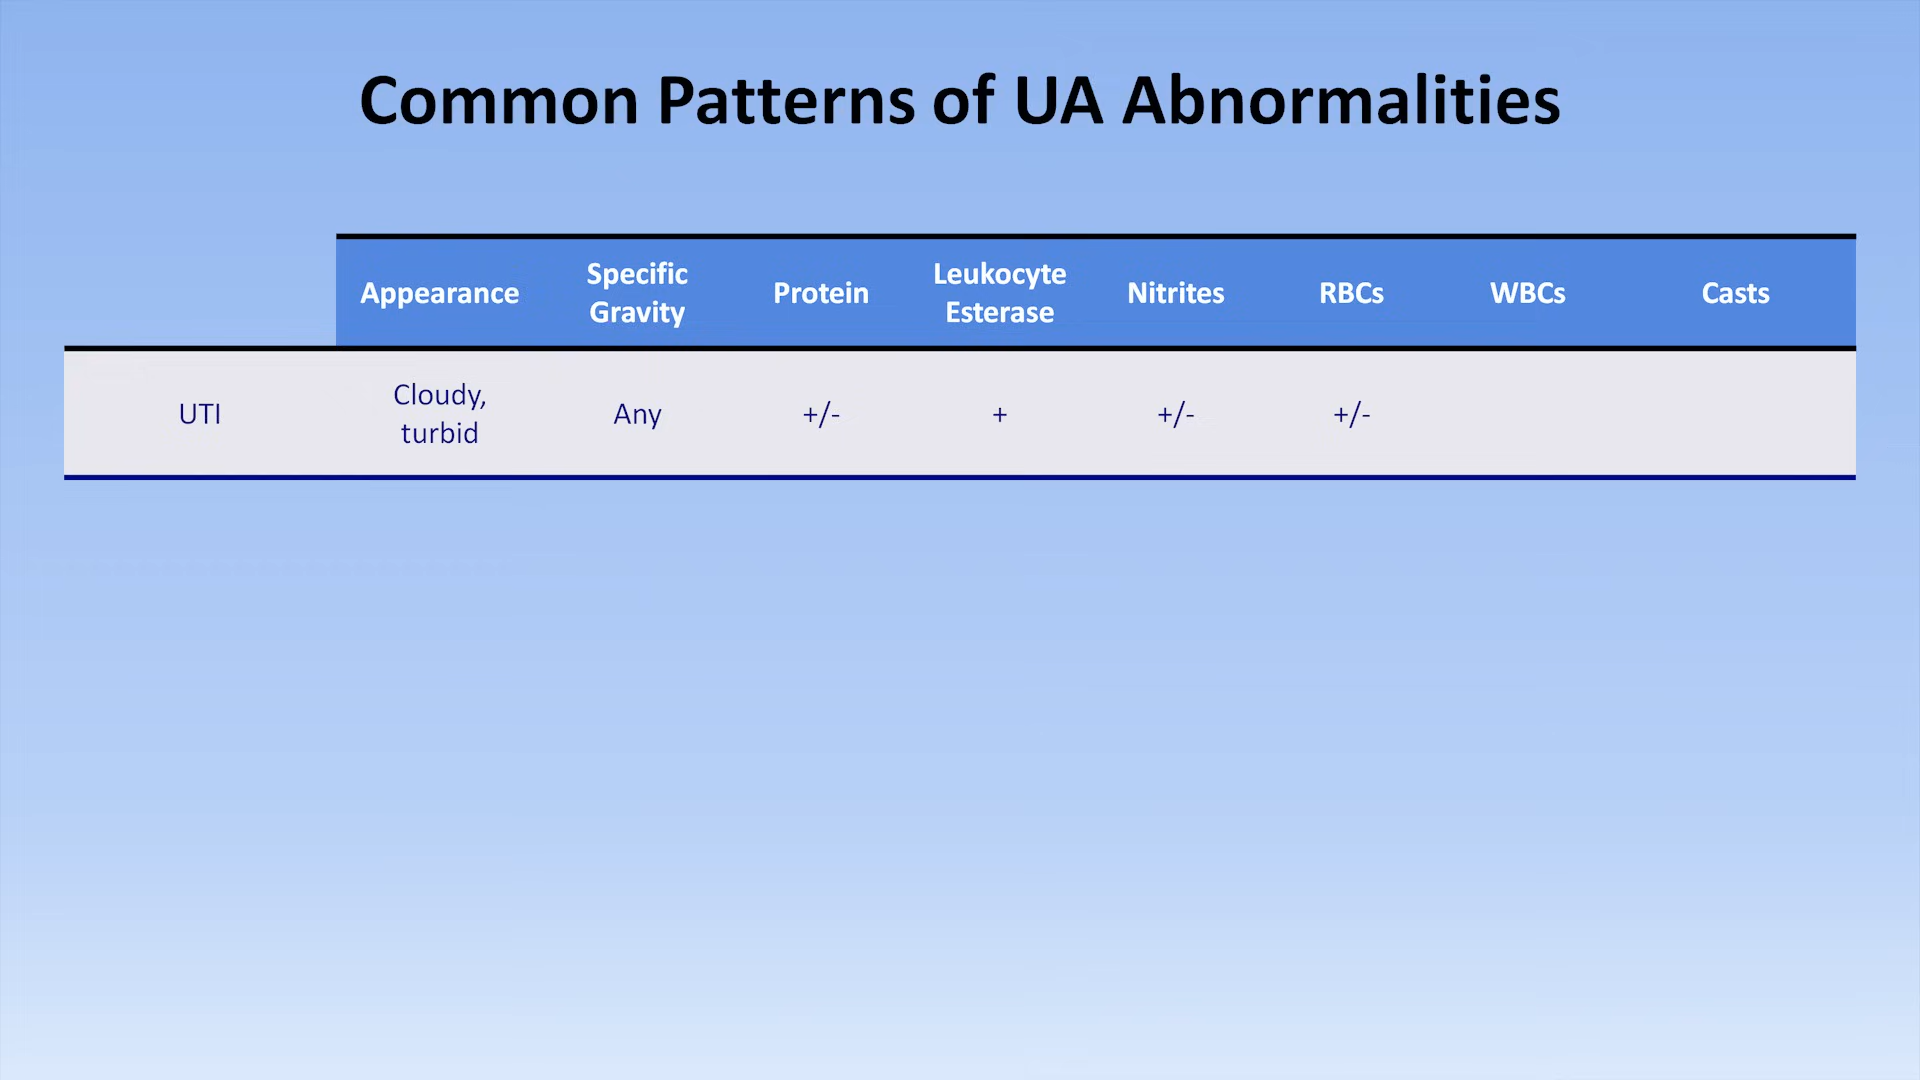 Common Patterns of UA Abnormalities
Appearance
Specific
Gravity
Protein
Leukocyte
Esterase
Nitrites
RBCs
WBCs
Casts
UTI
Cloudy,
turbid
Any
+/-
+
+/-
+/-